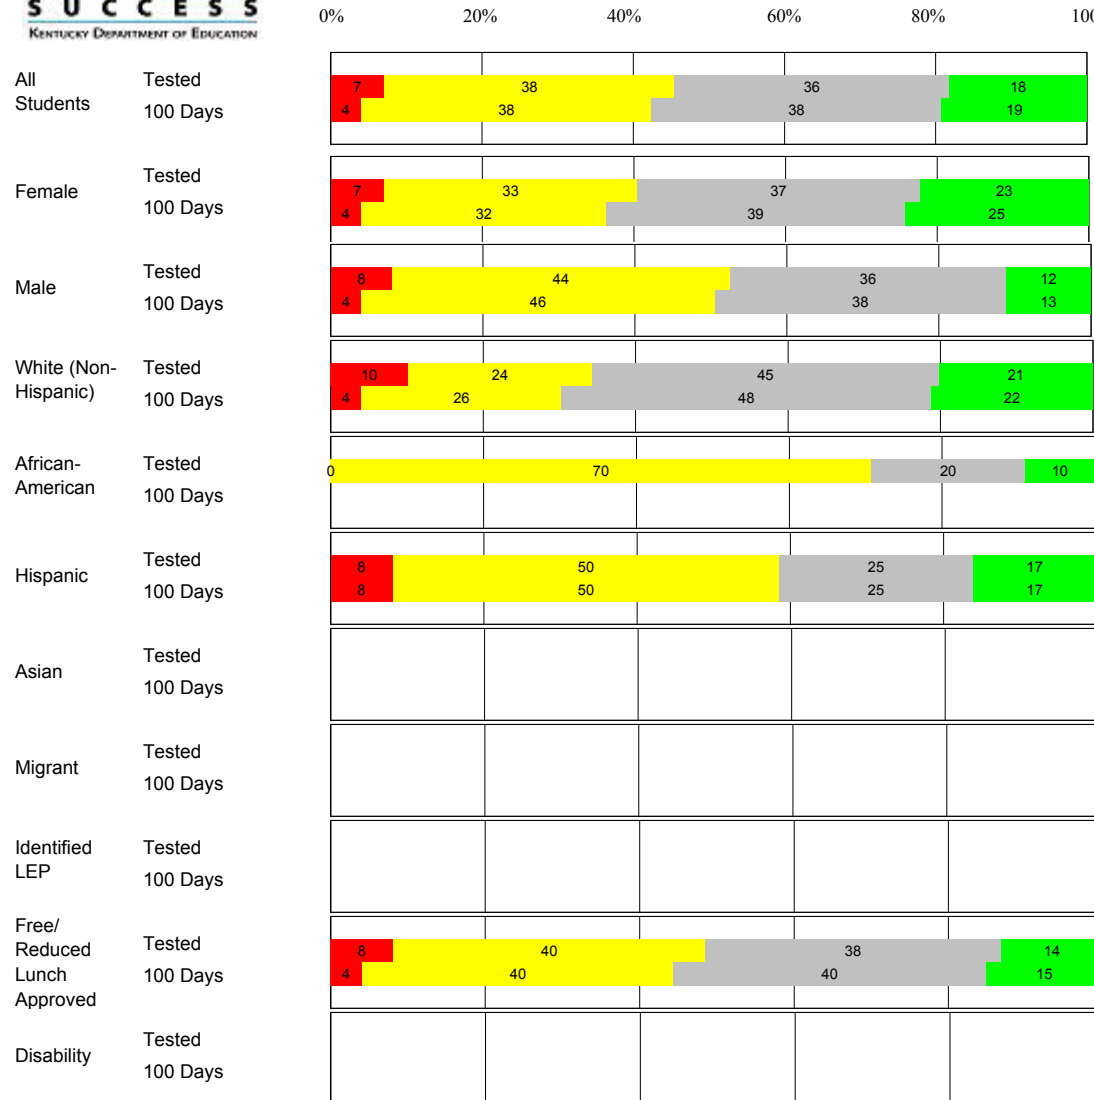 SUCCESS
KENTUCKY DEPARTMENT OF EDUCATION
0% 20% 40% 60% 80% 100
All Students
Tested 7 38 36 18
100 Days 4 38 38 19
Female
Tested 7 33 37 23
100 Days 4 32 39 25
Male
Tested 8 44 36 12
100 Days 4 46 38 13
White (Non-
Hispanic)
Tested 10 24 45 21
100 Days 4 26 48 22
African-
American
Tested 0 70 20 10
100 Days
Hispanic
Tested 8 50 25 17
100 Days 8 50 25 17
Asian
Tested
100 Days
Migrant
Tested
100 Days
Identified
LEP
Tested
100 Days
Free/
Reduced
Lunch
Approved
Tested 8 40 38 14
100 Days 4 40 40 15
Disability
Tested
100 Days